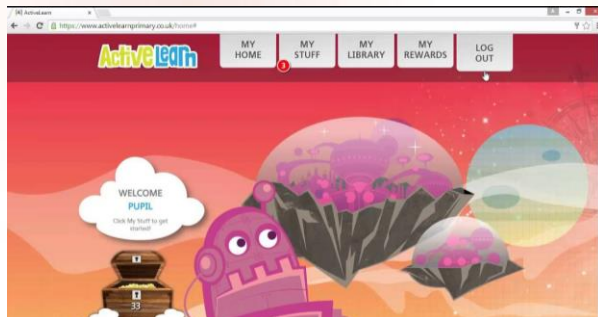 ActiveLearn
https://www.activelearnprimary.co.uk/home#
ActiveLearn
MY HOME
MY STUFF
3
MY LIBRARY
MY REWARDS
LOG OUT
WELCOME
PUPIL
Click My Stuff to get
started!
33